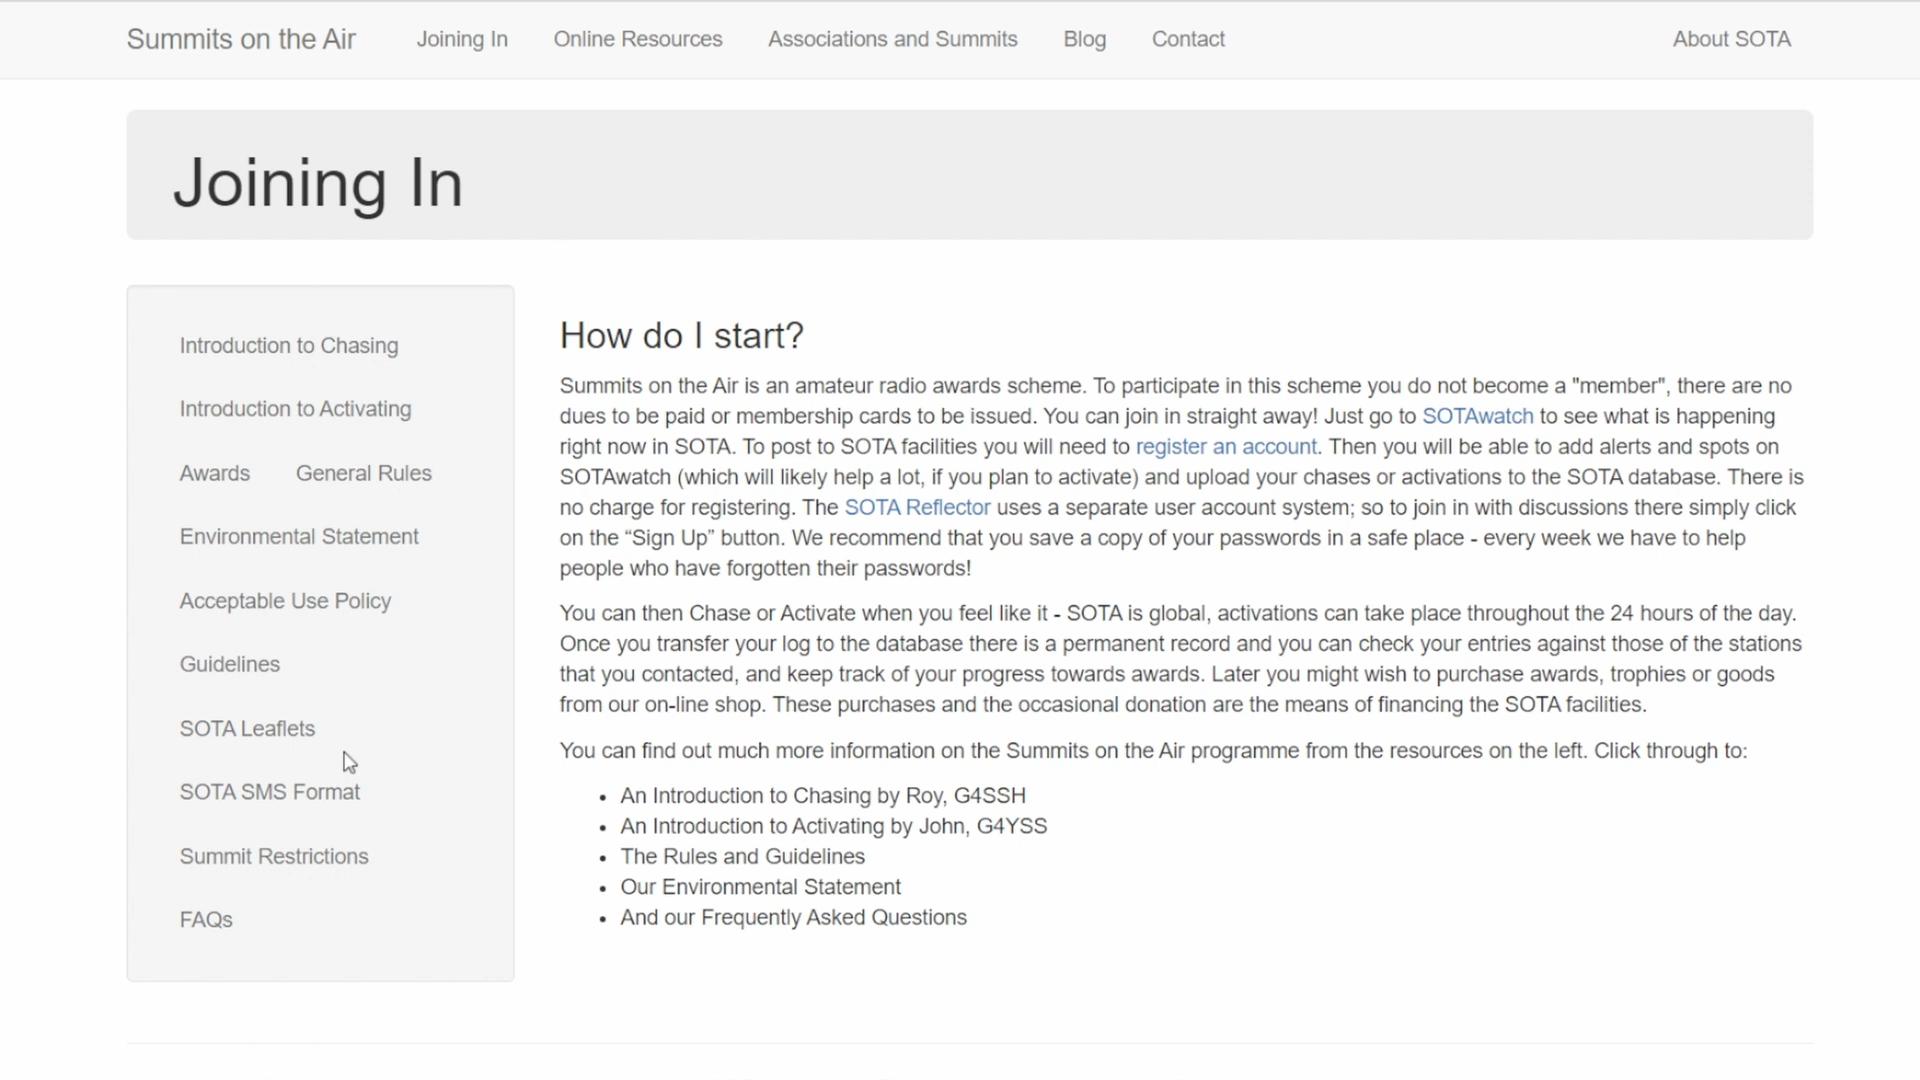 Summits on the Air Joining In Online Resources Associations and Summits Blog Contact About SOTA
Joining In
Introduction to Chasing
Introduction to Activating
Awards General Rules
Environmental Statement
Acceptable Use Policy
Guidelines
SOTA Leaflets
SOTA SMS Format
Summit Restrictions
FAQs
How do I start?
Summits on the Air is an amateur radio awards scheme. To participate in this scheme you do not become a "member", there are no
dues to be paid or membership cards to be issued. You can join in straight away! Just go to SOTAwatch to see what is happening
right now in SOTA. To post to SOTA facilities you will need to register an account. Then you will be able to add alerts and spots on
SOTAwatch (which will likely help a lot, if you plan to activate) and upload your chases or activations to the SOTA database. There is
no charge for registering. The SOTA Reflector uses a separate user account system; so to join in with discussions there simply click
on the “Sign Up” button. We recommend that you save a copy of your passwords in a safe place - every week we have to help
people who have forgotten their passwords!
You can then Chase or Activate when you feel like it - SOTA is global, activations can take place throughout the 24 hours of the day.
Once you transfer your log to the database there is a permanent record and you can check your entries against those of the stations
that you contacted, and keep track of your progress towards awards. Later you might wish to purchase awards, trophies or goods
from our on-line shop. These purchases and the occasional donation are the means of financing the SOTA facilities.
You can find out much more information on the Summits on the Air programme from the resources on the left. Click through to:
• An Introduction to Chasing by Roy, G4SSH
• An Introduction to Activating by John, G4YSS
• The Rules and Guidelines
• Our Environmental Statement
• And our Frequently Asked Questions